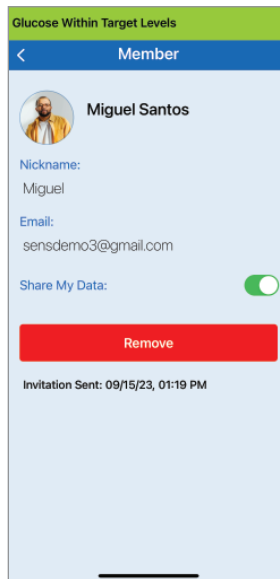 Glucose Within Target Levels
Member
Miguel Santos
Nickname:
Miguel
Email:
sensdemo3@gmail.com
Share My Data:
Remove
Invitation Sent: 09/15/23, 01:19 PM